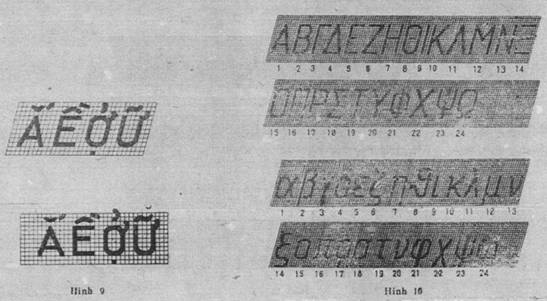 ẤỀỞỮ
ẤỀỞỮ
Hình 9
ΑΒΓΔΕΖΗΘΙΚΛΜΝΞ
1 2 3 4 5 6 7 8 9 10 11 12 13 14
ΟΠΡΣΤΥΦΧΨΩ
15 16 17 18 19 20 21 22 23 24
αβγδεζηθικλμν
1 2 3 4 5 6 7 8 9 10 11 12 13
ξοπρστυφχψω
14 15 16 17 18 19 20 21 22 23 24
Hình 10